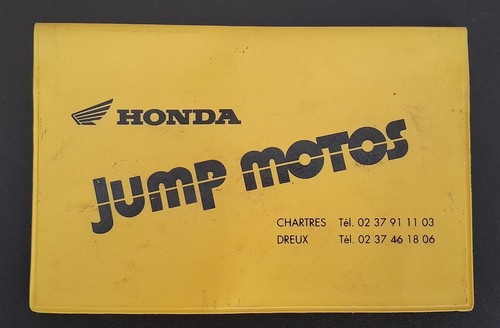 HONDA
Jump motos
CHARTRES Tél. 02 37 91 11 03
DREUX Tél. 02 37 46 18 06